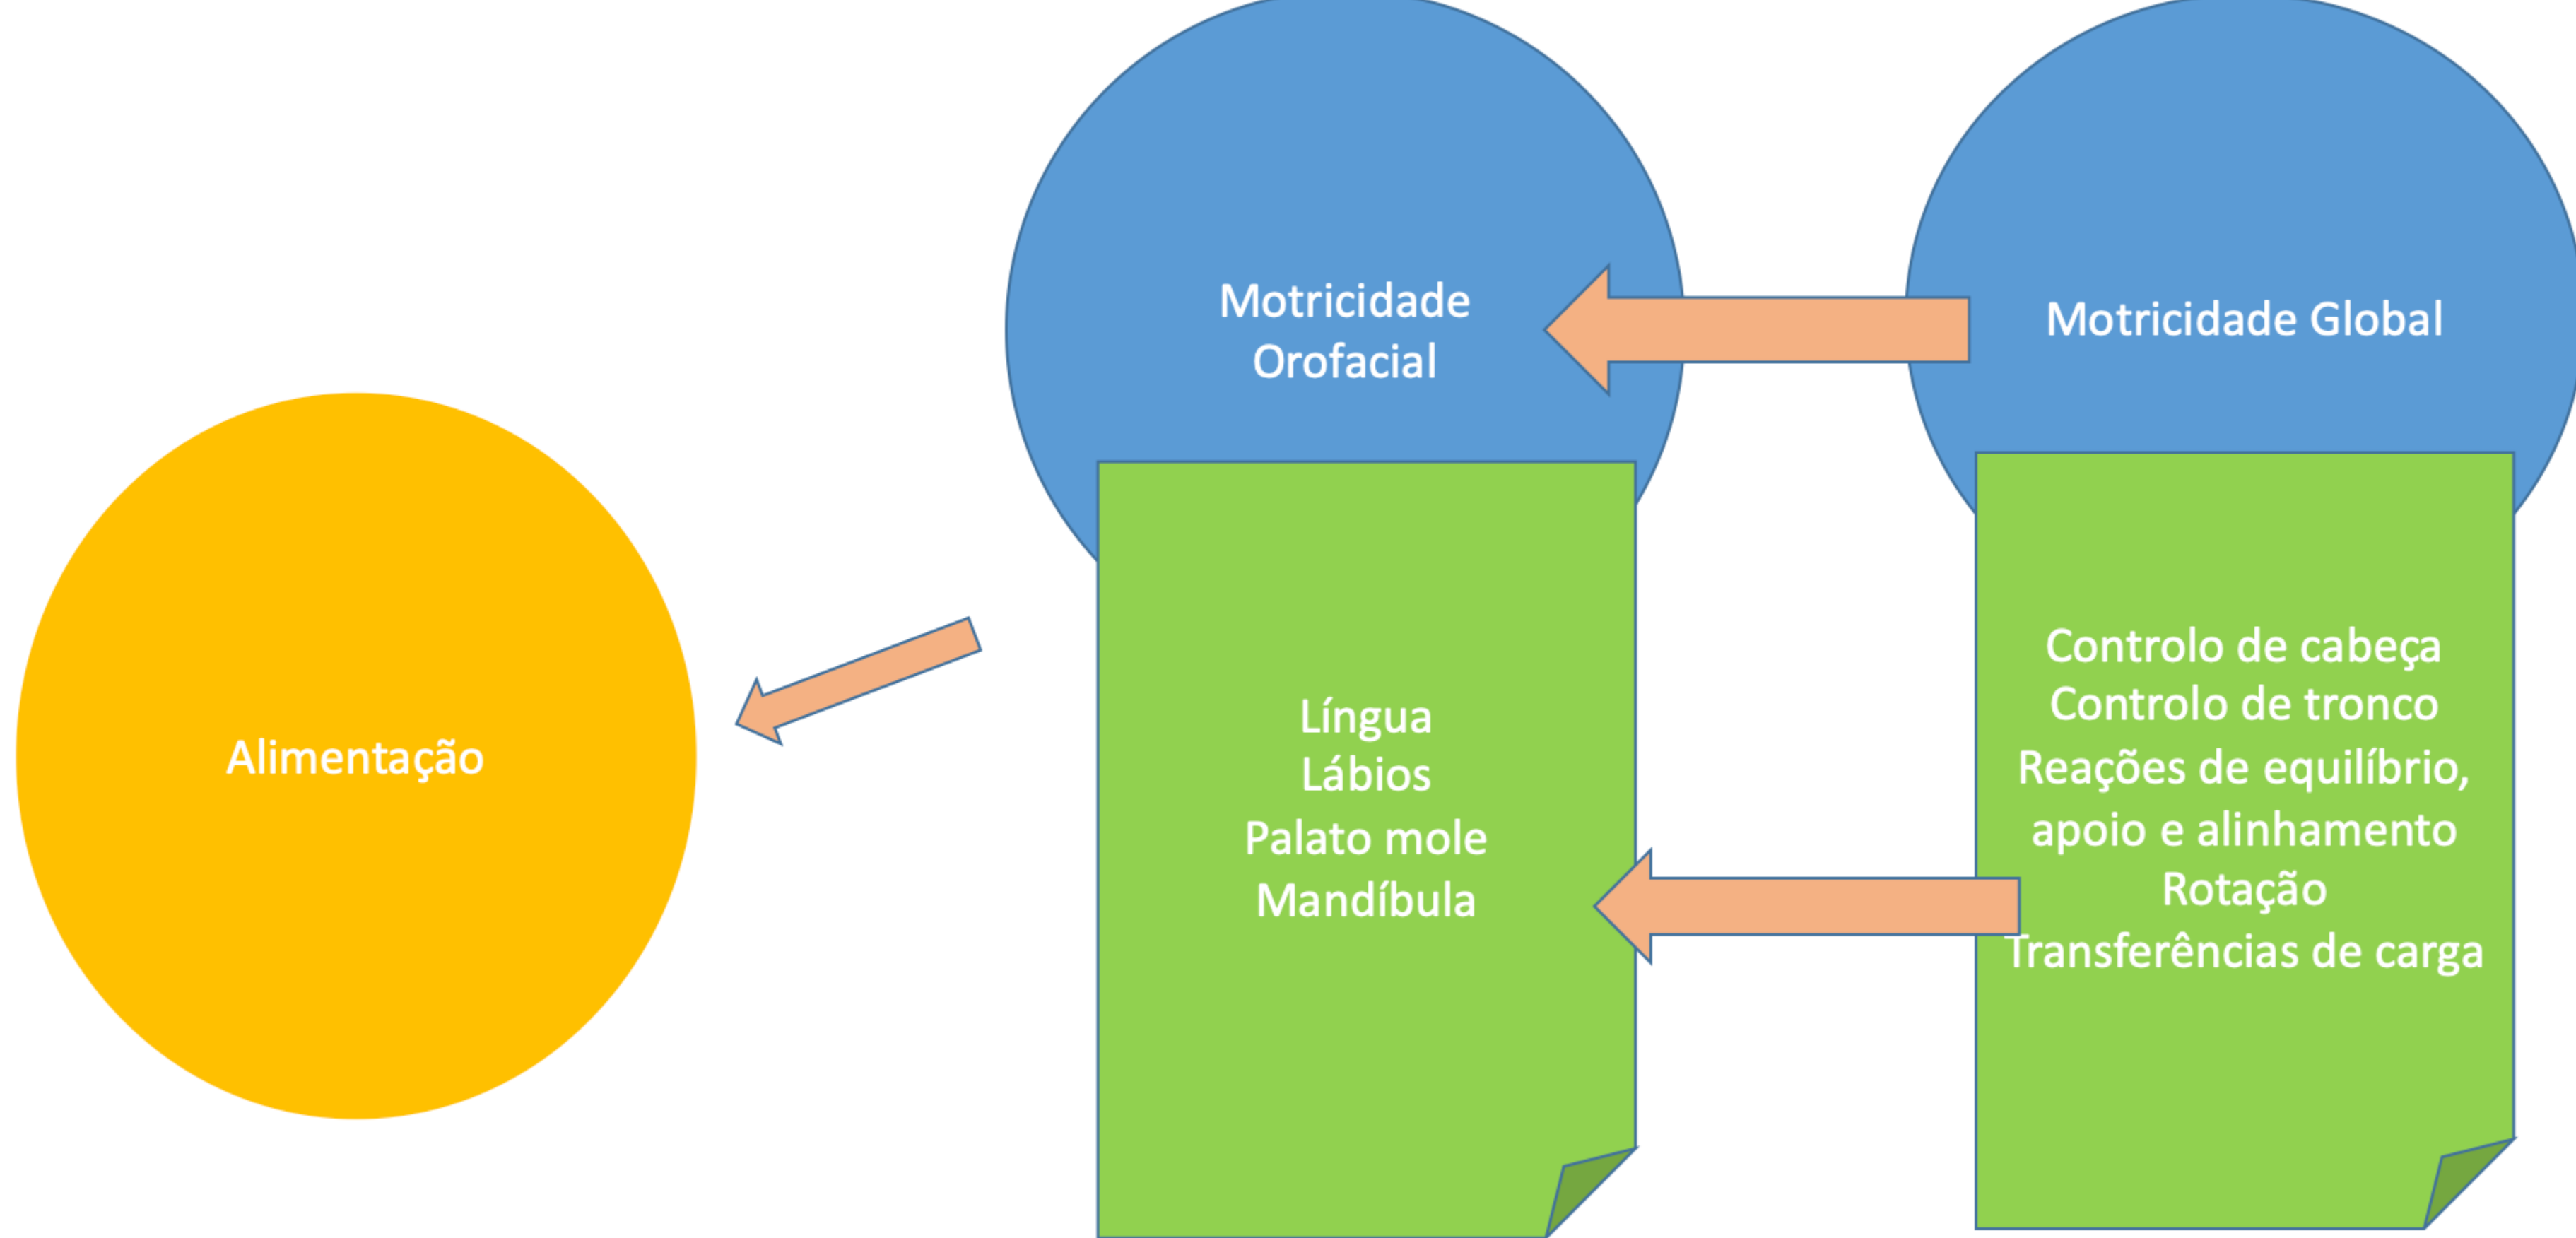 Alimentação
Motricidade
Orofacial
Língua
Lábios
Palato mole
Mandíbula
Motricidade Global
Controlo de cabeça
Controlo de tronco
Reações de equilíbrio,
apoio e alinhamento
Rotação
Transferências de carga